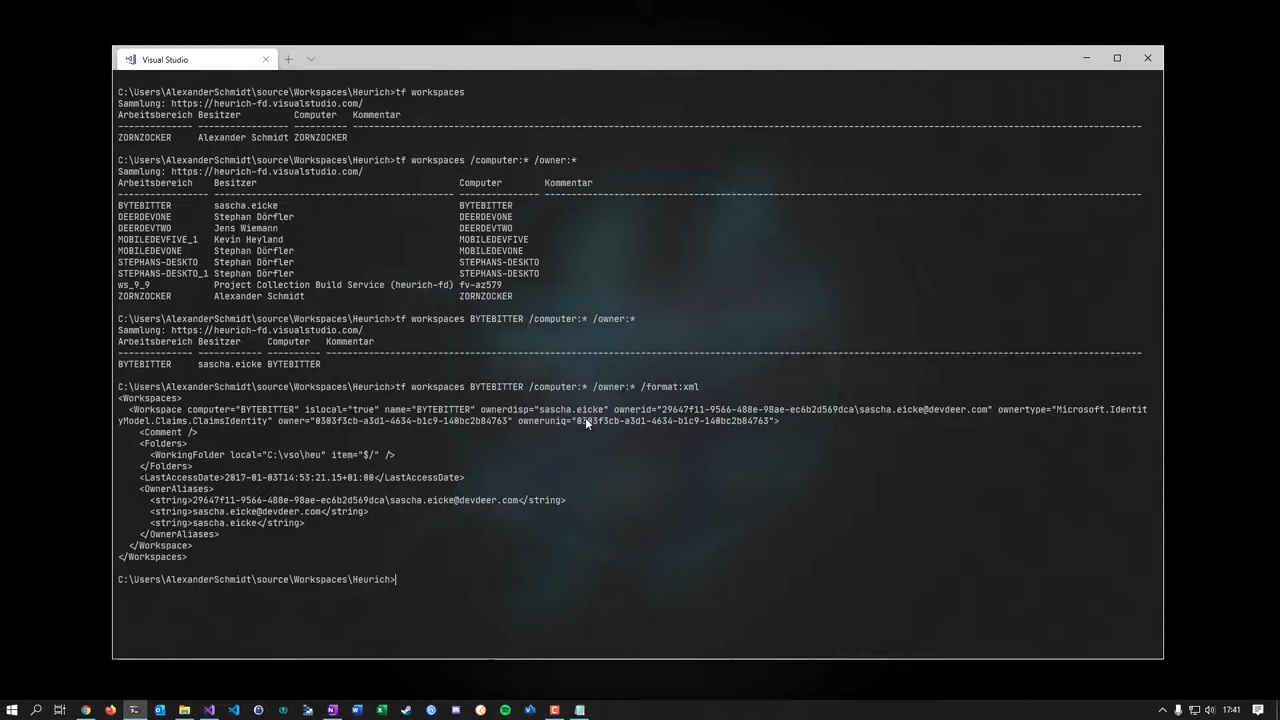 Visual Studio
C:\Users\AlexanderSchmidt\source\Workspaces\Heurich>tf workspaces
Sammlung: https://heurich-fd.visualstudio.com/
Arbeitsbereich Besitzer Computer Kommentar
-------------- ---------------- ---------- ----------------------------------------------------------------
ZORNZOCKER Alexander Schmidt ZORNZOCKER
C:\Users\AlexanderSchmidt\source\Workspaces\Heurich>tf workspaces /computer:* /owner:*
Sammlung: https://heurich-fd.visualstudio.com/
Arbeitsbereich Besitzer Computer Kommentar
----------------- ------------------------------------------- --------------- ----------------------------------------------------------------
BYTEBITTER sascha.eicke BYTEBITTER
DEERDEVONE Stephan Dörfler DEERDEVONE
DEERDEVTWO Jens Wiemann DEERDEVTWO
MOBILEDEVFIVE_1 Kevin Heyland MOBILEDEVFIVE
MOBILEDEVONE Stephan Dörfler MOBILEDEVONE
STEPHANS-DESKTO Stephan Dörfler STEPHANS-DESKTO
STEPHANS-DESKTO_1 Stephan Dörfler STEPHANS-DESKTO
ws_9_9 Project Collection Build Service (heurich-fd) fv-az579
ZORNZOCKER Alexander Schmidt ZORNZOCKER
C:\Users\AlexanderSchmidt\source\Workspaces\Heurich>tf workspaces BYTEBITTER /computer:* /owner:*
Sammlung: https://heurich-fd.visualstudio.com/
Arbeitsbereich Besitzer Computer Kommentar
-------------- ------------ ---------- ----------------------------------------------------------------
BYTEBITTER sascha.eicke BYTEBITTER
C:\Users\AlexanderSchmidt\source\Workspaces\Heurich>tf workspaces BYTEBITTER /computer:* /owner:* /format:xml
<Workspaces>
<Workspace computer="BYTEBITTER" islocal="true" name="BYTEBITTER" ownerdisp="sascha.eicke" ownerid="29647f11-9566-488e-98ae-ec6b2d569dca\sascha.eicke@devdeer.com" ownertype="Microsoft.Identit
yModel.Claims.ClaimsIdentity" owner="0303f3cb-a3d1-4634-b1c9-140bc2b84763" owneruniq="0303f3cb-a3d1-4634-b1c9-140bc2b84763">
<Comment />
<Folders>
<WorkingFolder local="C:\vso\heu" item="$/" />
</Folders>
<LastAccessDate>2017-01-03T14:53:21.15+01:00</LastAccessDate>
<OwnerAliases>
<string>29647f11-9566-488e-98ae-ec6b2d569dca\sascha.eicke@devdeer.com</string>
<string>sascha.eicke@devdeer.com</string>
<string>sascha.eicke</string>
</OwnerAliases>
</Workspace>
</Workspaces>
C:\Users\AlexanderSchmidt\source\Workspaces\Heurich>
17:41